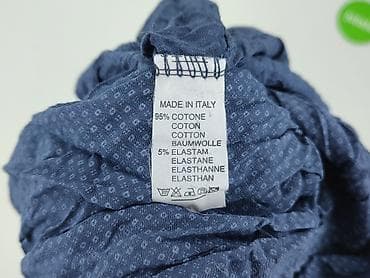 MADE IN ITALY
95% COTONE
COTON
COTTON
BAUMWOLLE
5% ELASTAM
ELASTANE
ELASTHANNE
ELASTHAN